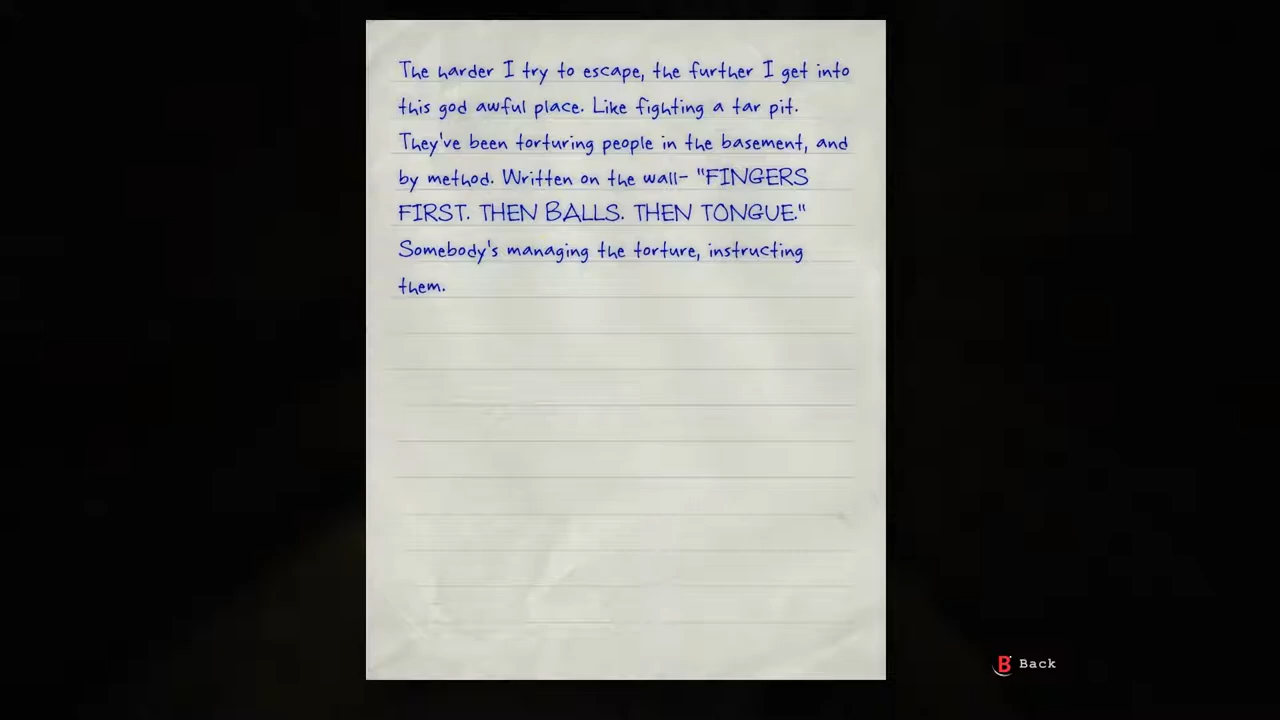 The harder I try to escape, the further I get into
this god awful place. Like fighting a tar pit.
They've been torturing people in the basement, and
by method. Written on the wall- "FINGERS
FIRST. THEN BALLS. THEN TONGUE."
Somebody's managing the torture, instructing
them.
B Back